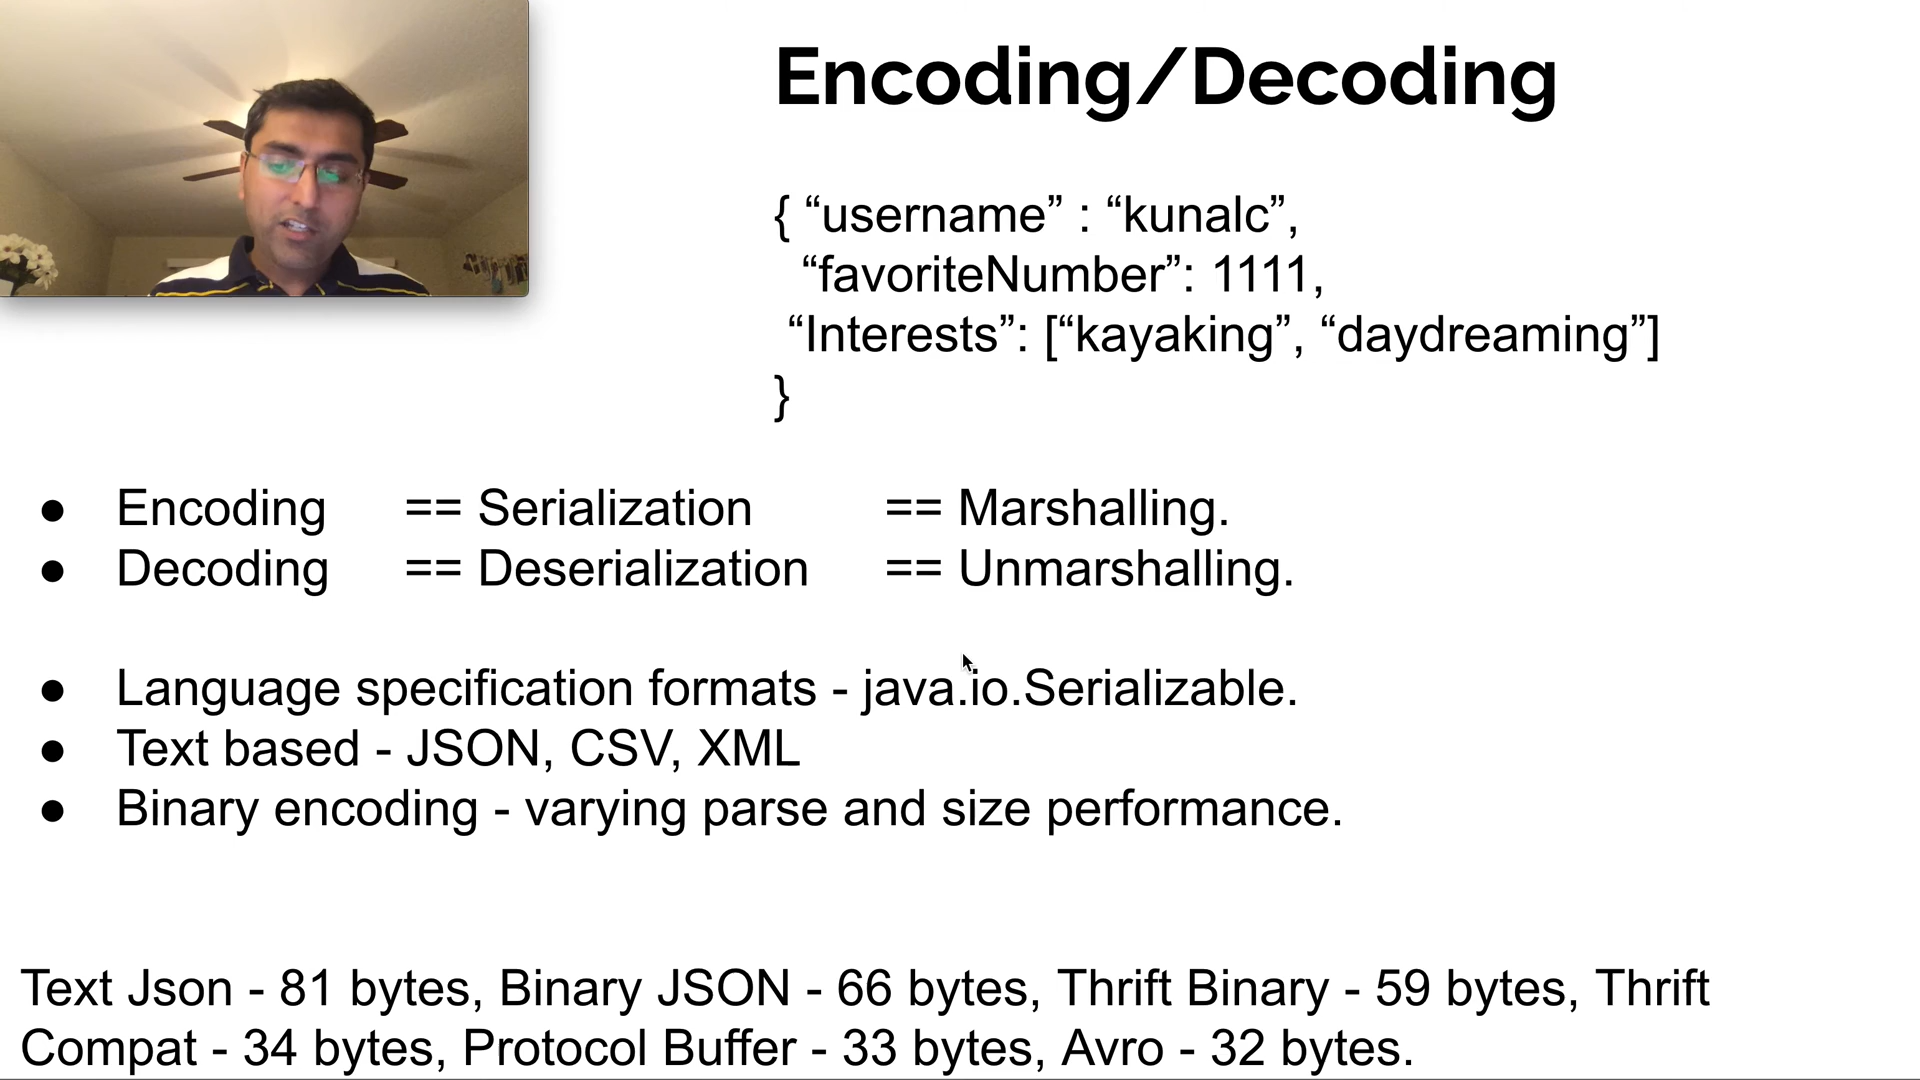 Encoding/Decoding
{ “username” : “kunalc”,
“favoriteNumber”: 1111,
“Interests”: [“kayaking”, “daydreaming”]
}
● Encoding == Serialization == Marshalling.
● Decoding == Deserialization == Unmarshalling.
● Language specification formats - java.io.Serializable.
● Text based - JSON, CSV, XML
● Binary encoding - varying parse and size performance.
Text Json - 81 bytes, Binary JSON - 66 bytes, Thrift Binary - 59 bytes, Thrift
Compat - 34 bytes, Protocol Buffer - 33 bytes, Avro - 32 bytes.